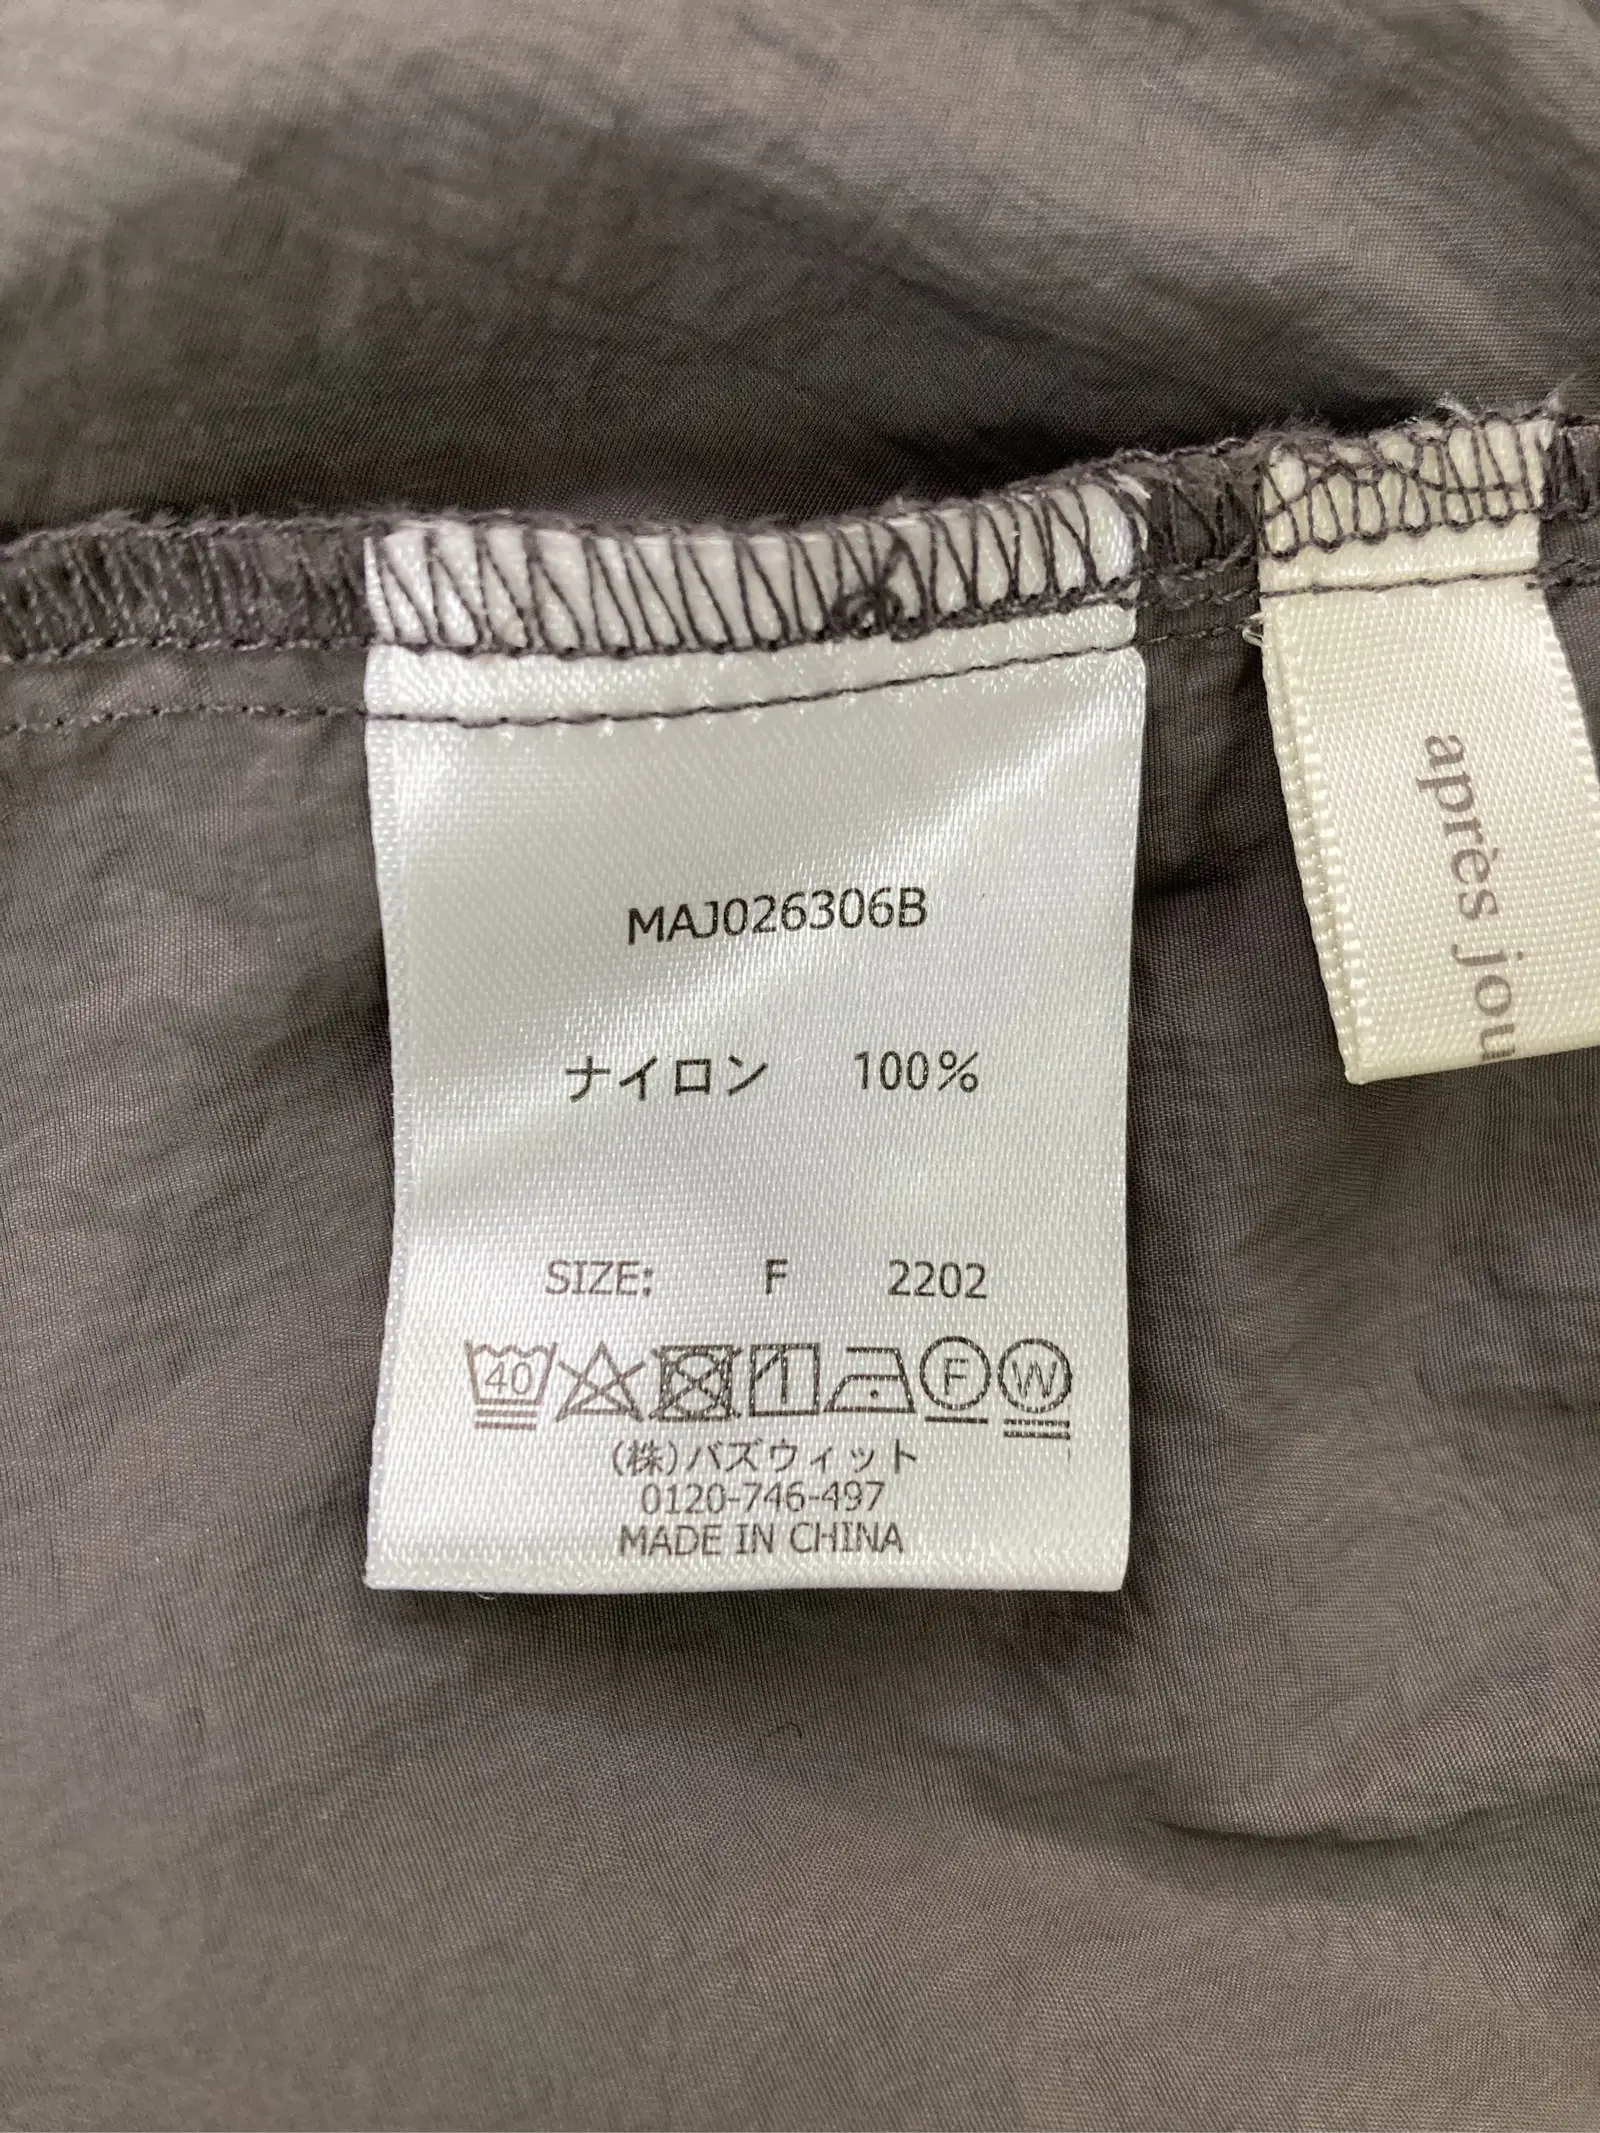 MAJ026306B
ナイロン 100%
SIZE: F 2202
40
F W
(株)バズウィット
0120-746-497
MADE IN CHINA
après jou